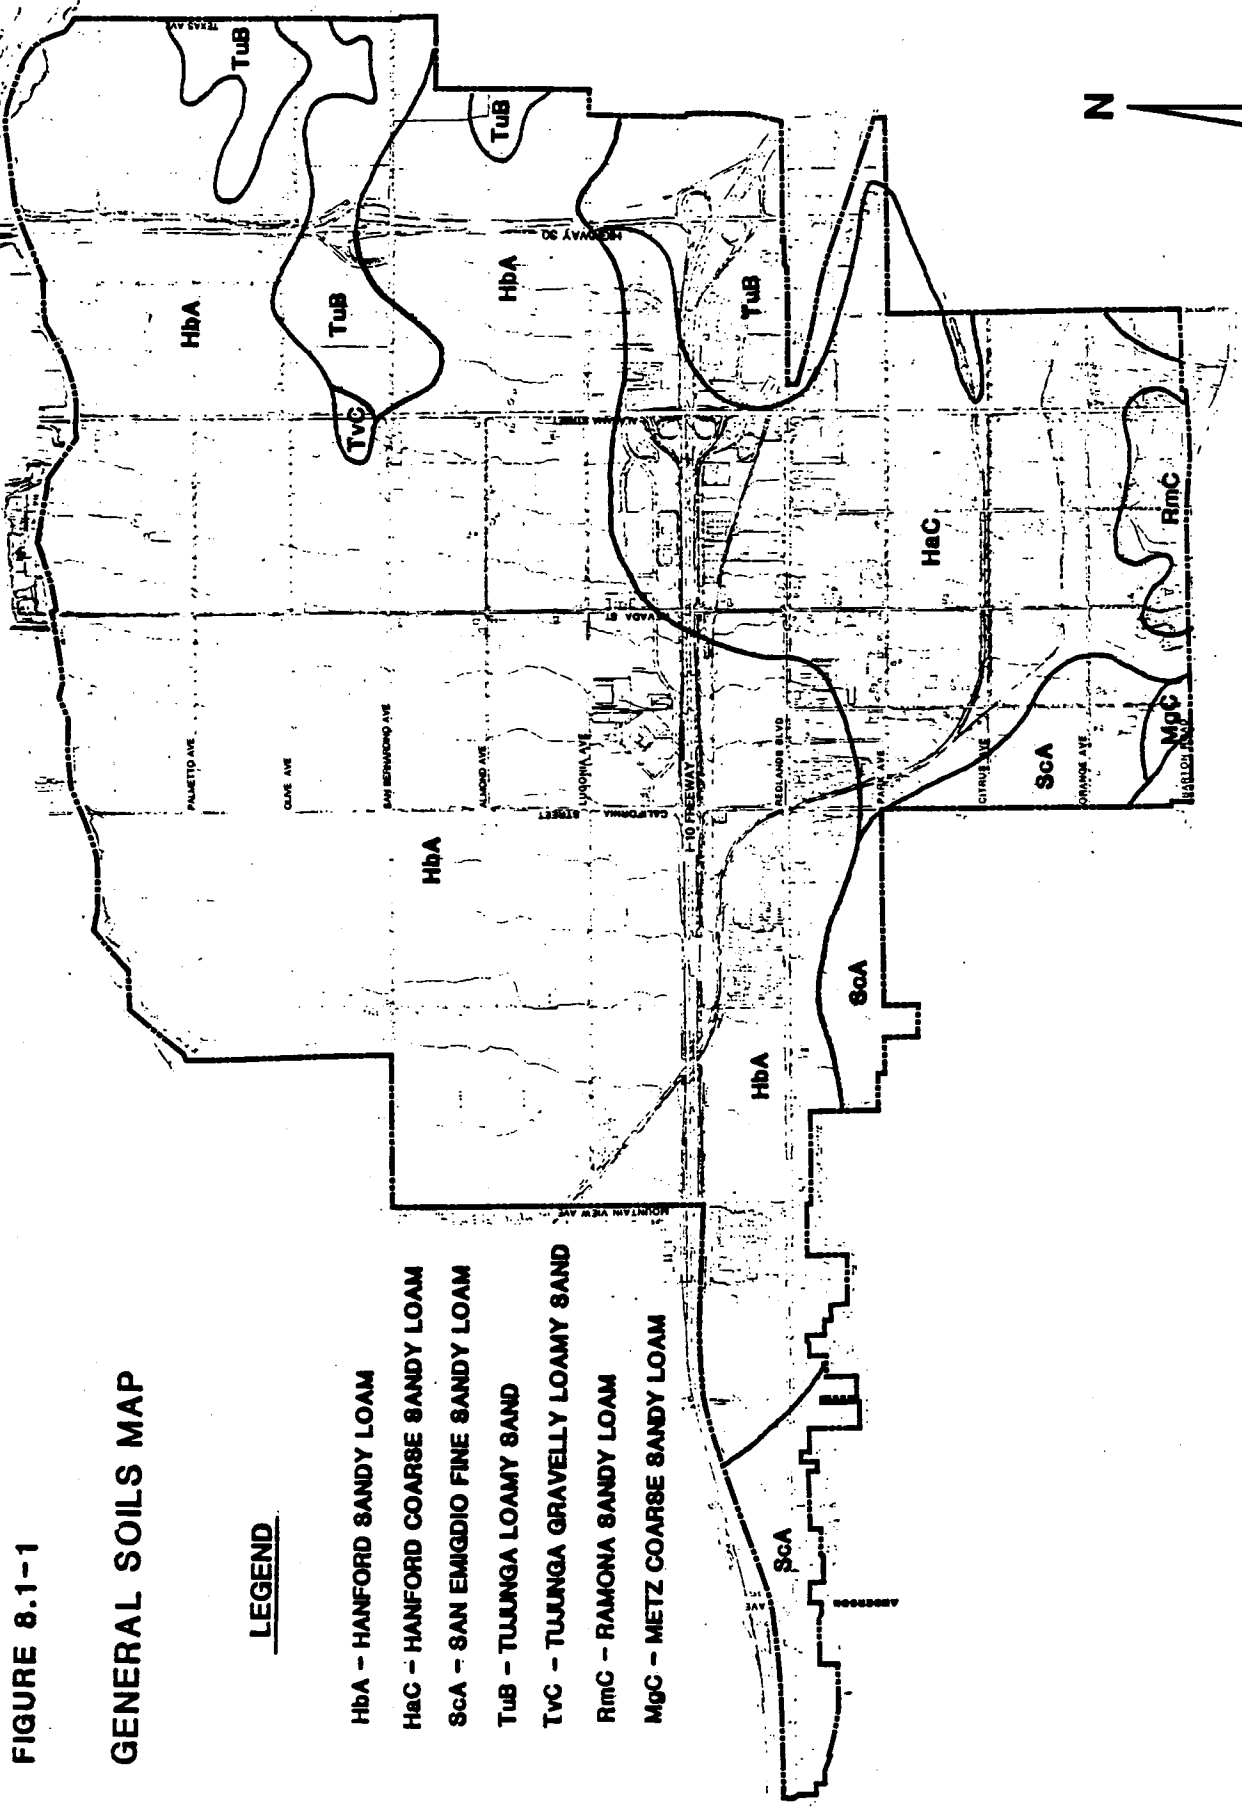 FIGURE 8.1-1
GENERAL SOILS MAP
LEGEND
HbA - HANFORD SANDY LOAM
HaC - HANFORD COARSE SANDY LOAM
ScA - SAN EMIGDIO FINE SANDY LOAM
TuB - TUJUNGA LOAMY SAND
TvC - TUJUNGA GRAVELLY LOAMY SAND
RmC - RAMONA SANDY LOAM
MgC - METZ COARSE SANDY LOAM
N
TEXAS AVE
TuB
TuB
TuB
TuB
TvC
HbA
HbA
HbA
HbA
HaC
RmC
MgC
ScA
ScA
ScA
ALABAMA STREET
NEVADA ST
CALIFORNIA STREET
MOUNTAIN VIEW AVE
ANDERSON
AVE
PALMETTO AVE
OLIVE AVE
SAN BERNARDINO AVE
ALMOND AVE
LUGONIA AVE
I-10 FREEWAY
REDLANDS BLVD
PARK AVE
CITRUS AVE
ORANGE AVE
BARTON ROAD